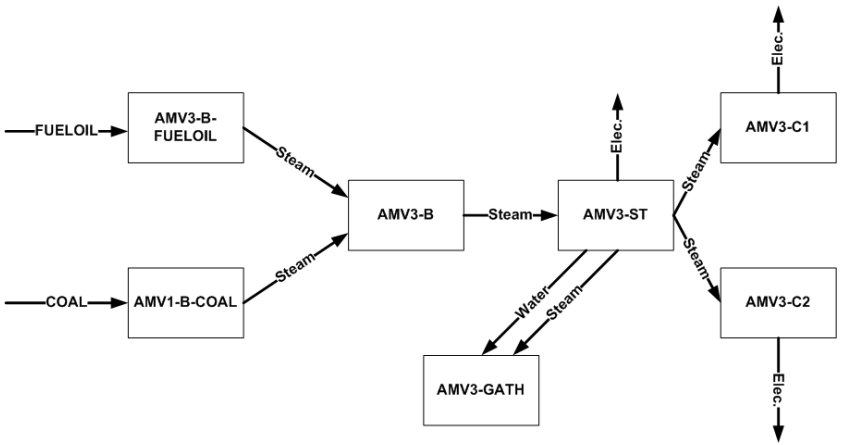 Elec.
AMV3-B-
FUELOIL
FUELOIL
Steam
Elec.
AMV3-C1
Steam
AMV3-B
Steam
AMV3-ST
COAL
AMV1-B-COAL
Steam
Water
Steam
Steam
AMV3-C2
AMV3-GATH
Elec.